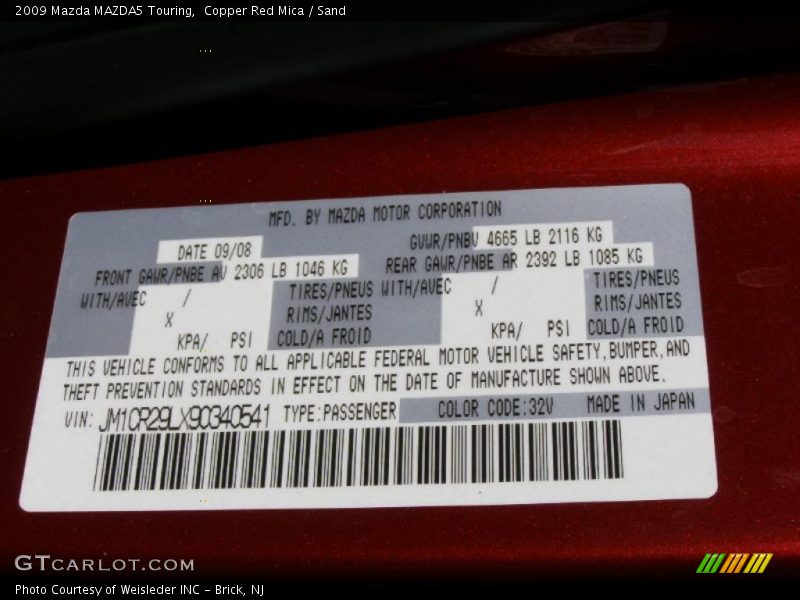 2009 Mazda MAZDA5 Touring,  Copper Red Mica / Sand
MFD. BY MAZDA MOTOR CORPORATION
DATE 09/08 GVWR/PNBV 4665 LB 2116 KG
FRONT GAWR/PNBE AV 2306 LB 1046 KG REAR GAWR/PNBE AR 2392 LB 1085 KG
WITH/AVEC / TIRES/PNEUS WITH/AVEC / TIRES/PNEUS
X RIMS/JANTES X RIMS/JANTES
KPA/ PSI COLD/A FROID KPA/ PSI COLD/A FROID
THIS VEHICLE CONFORMS TO ALL APPLICABLE FEDERAL MOTOR VEHICLE SAFETY,BUMPER,AND
THEFT PREVENTION STANDARDS IN EFFECT ON THE DATE OF MANUFACTURE SHOWN ABOVE.
VIN: JM1CR29LX90340541 TYPE:PASSENGER COLOR CODE:32V MADE IN JAPAN
GTCARLOT.COM
Photo Courtesy of Weisleder INC - Brick, NJ